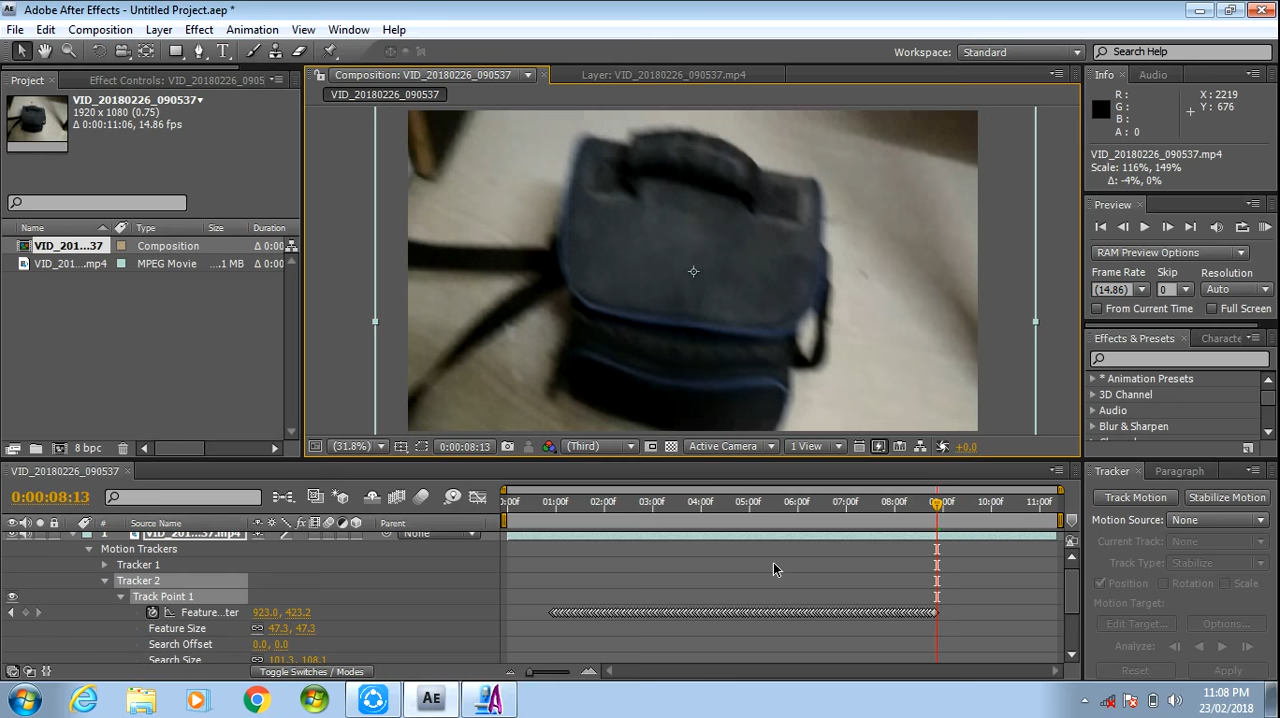 Adobe After Effects - Untitled Project.aep *
File Edit Composition Layer Effect Animation View Window Help
Workspace: Standard Search Help
Project Effect Controls: VID_20180226_0905
Composition: VID_20180226_090537 Layer: VID_20180226_090537.mp4
Info Audio
VID_20180226_090537
VID_20180226_090537▾
1920 x 1080 (0.75)
Δ 0:00:11:06, 14.86 fps
R :
G :
B :
A : 0
X : 2219
Y : 676
VID_20180226_090537.mp4
Scale: 116%, 149%
Δ: -4%, 0%
Preview
RAM Preview Options
Frame Rate Skip Resolution
(14.86) 0 Auto
From Current Time Full Screen
Name Type Size Duration
VID_201...37 Composition Δ 0:00
VID_201....mp4 MPEG Movie ....1 MB Δ 0:00
Effects & Presets Characte
* Animation Presets
3D Channel
Audio
Blur & Sharpen
8 bpc
(31.8%) 0:00:08:13 (Third) Active Camera 1 View +0.0
VID_20180226_090537
0:00:08:13
# Source Name Parent
:00f 01:00f 02:00f 03:00f 04:00f 05:00f 06:00f 07:00f 08:00f 09:00f 10:00f 11:00f
1 VID_201...37.mp4 None
Motion Trackers
Tracker 1
Tracker 2
Track Point 1
Feature...ter 923.0, 423.2
Feature Size 47.3, 47.3
Search Offset 0.0, 0.0
Search Size 101.3, 108.1
Toggle Switches / Modes
Tracker Paragraph
Track Motion Stabilize Motion
Motion Source: None
Current Track: None
Track Type: Stabilize
Position Rotation Scale
Motion Target:
Edit Target... Options...
Analyze:
Reset Apply
AE
11:08 PM
23/02/2018